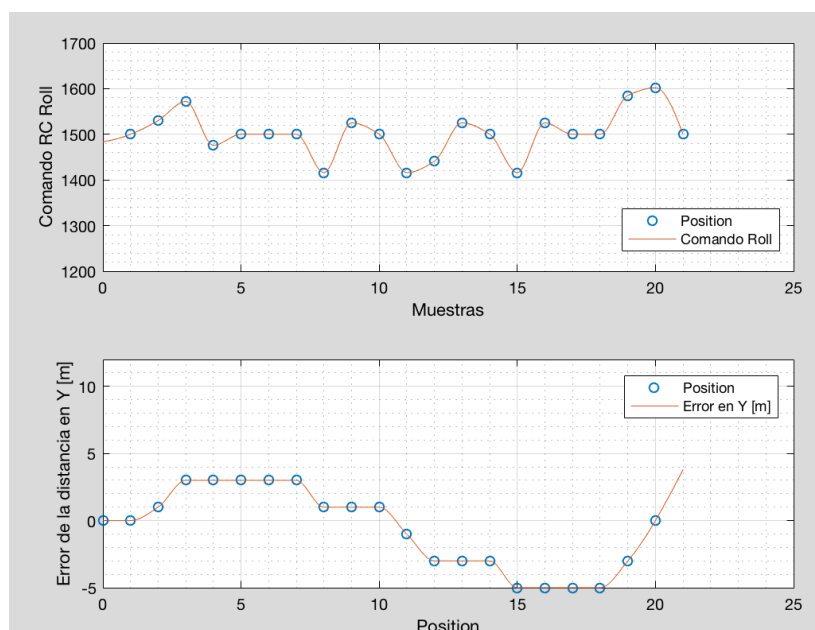 1700
1600
1500
1400
1300
1200
Comando RC Roll
Position
Comando Roll
0 5 10 15 20 25
Muestras
10
5
0
-5
Error de la distancia en Y [m]
Position
Error en Y [m]
0 5 10 15 20 25
Position